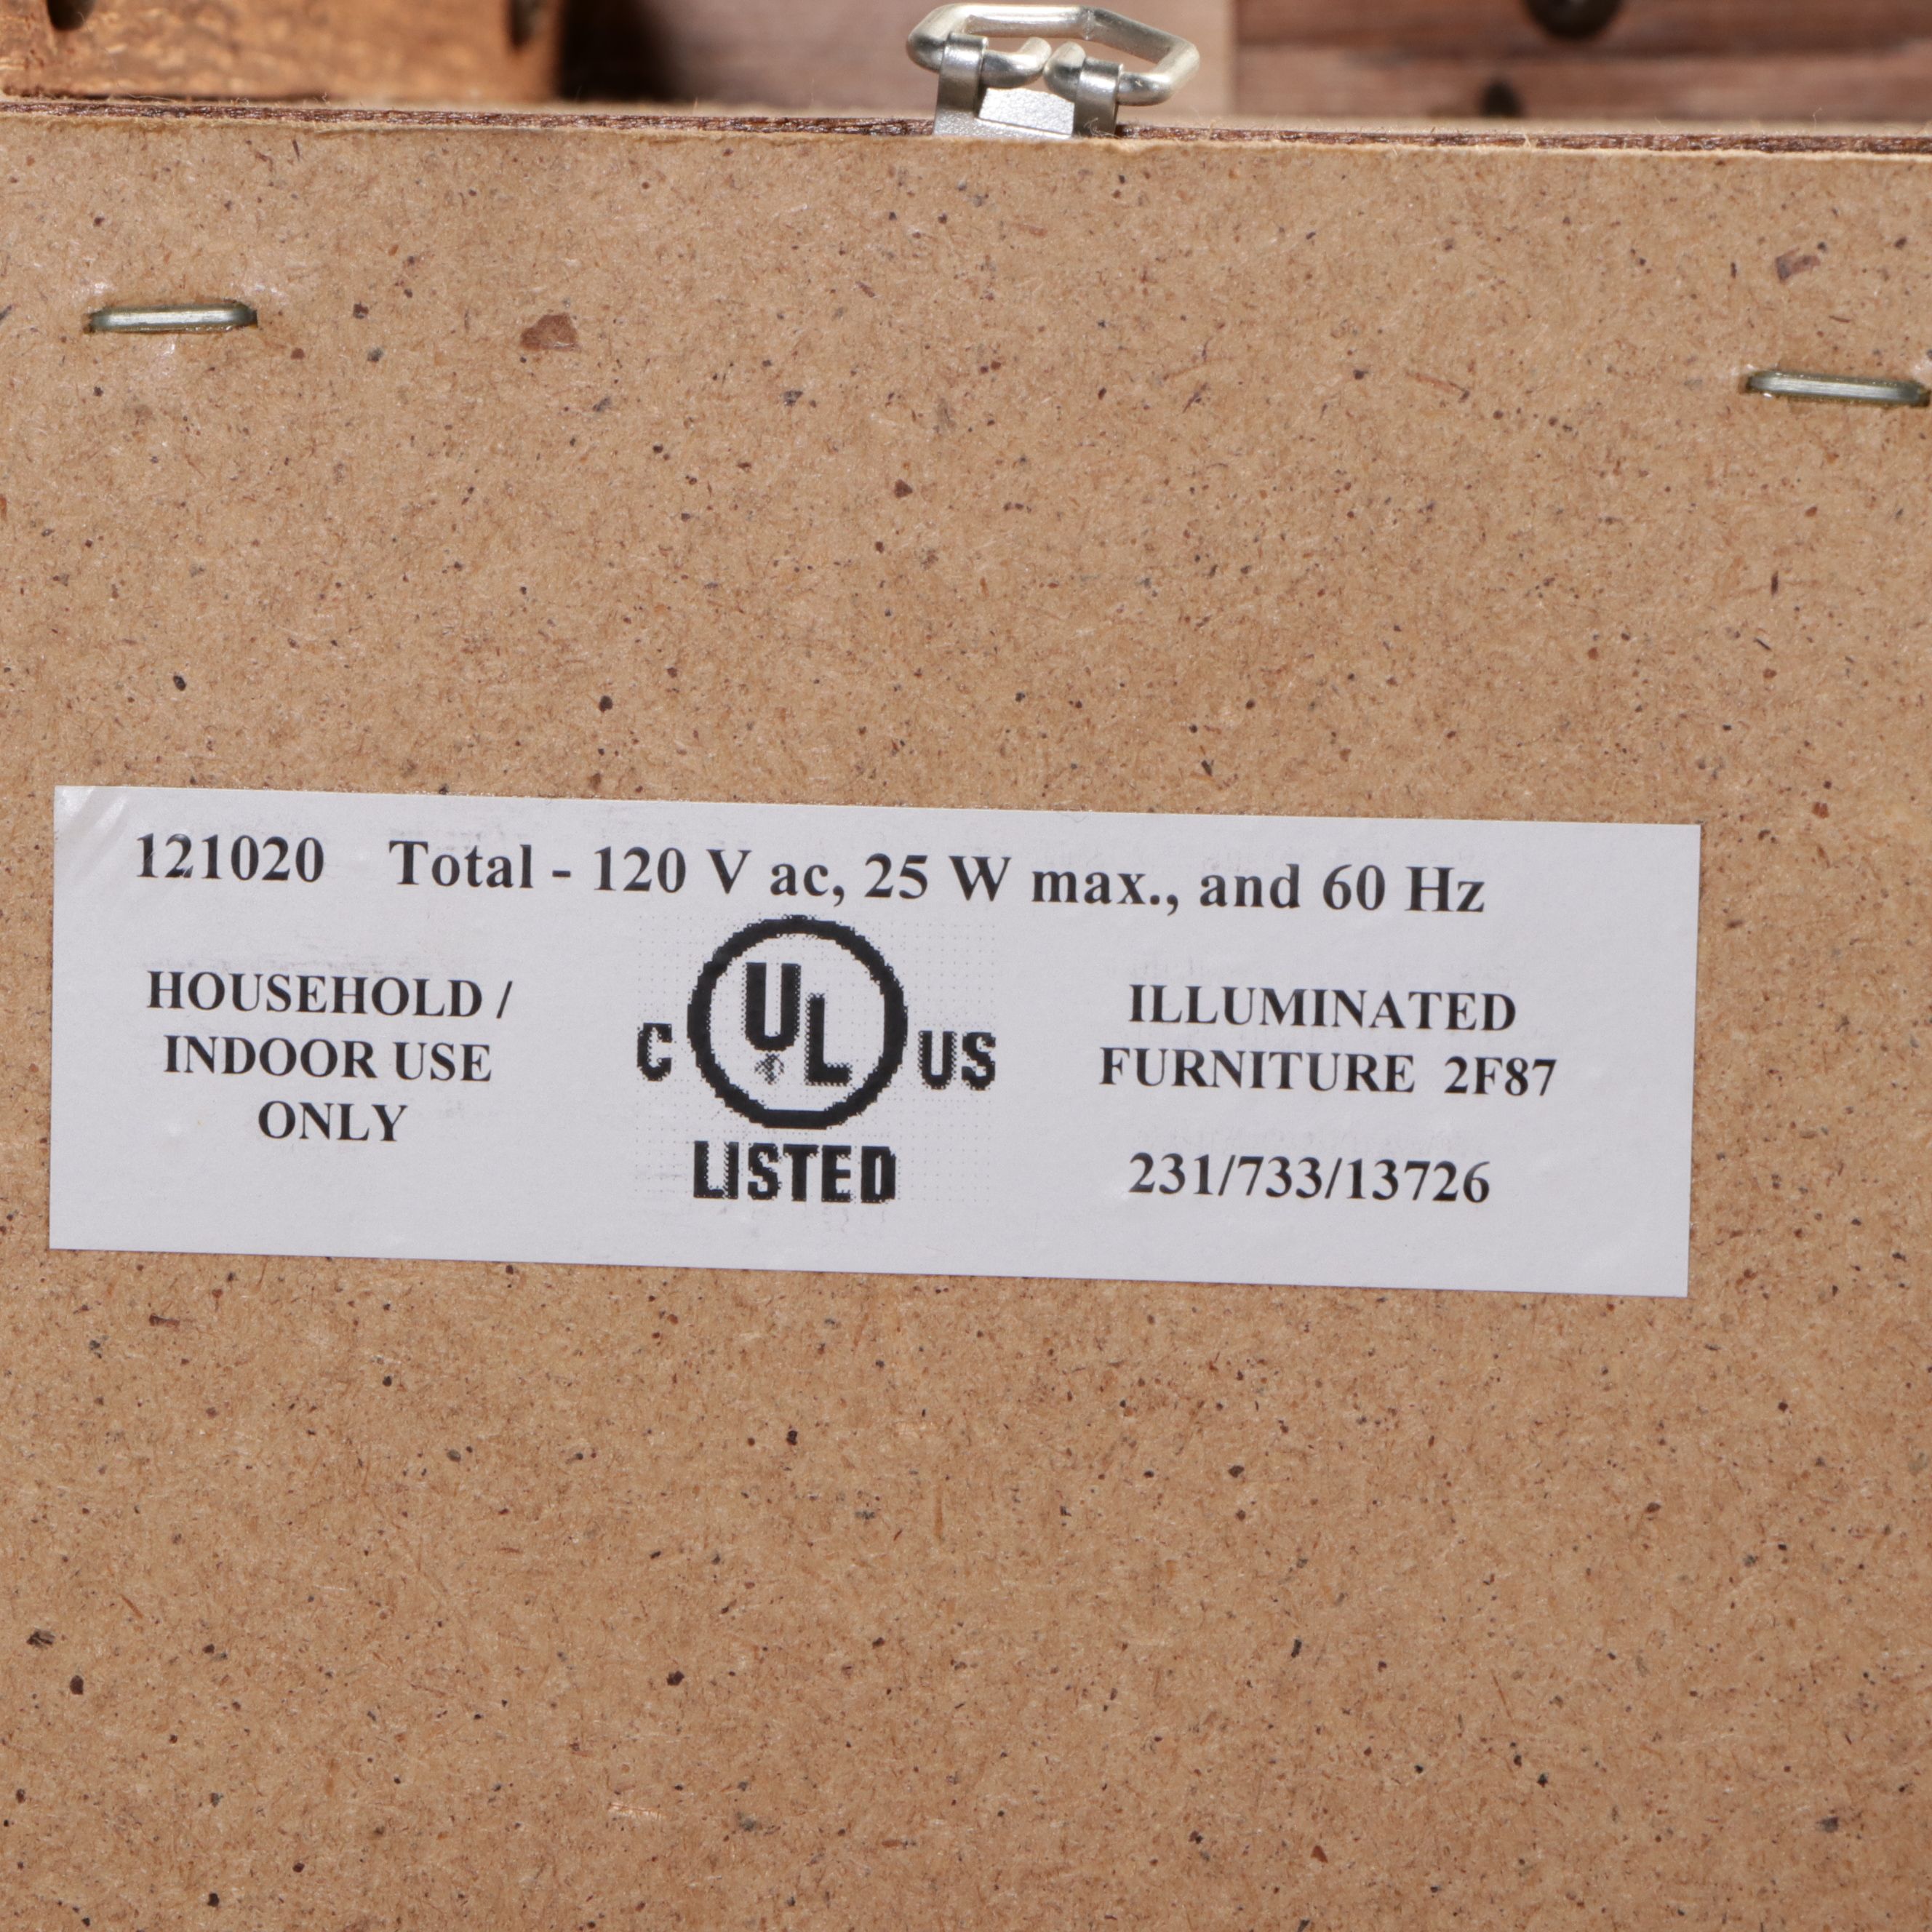 121020 Total - 120 V ac, 25 W max., and 60 Hz
HOUSEHOLD /
INDOOR USE
ONLY
C UL US
LISTED
ILLUMINATED
FURNITURE 2F87
231/733/13726